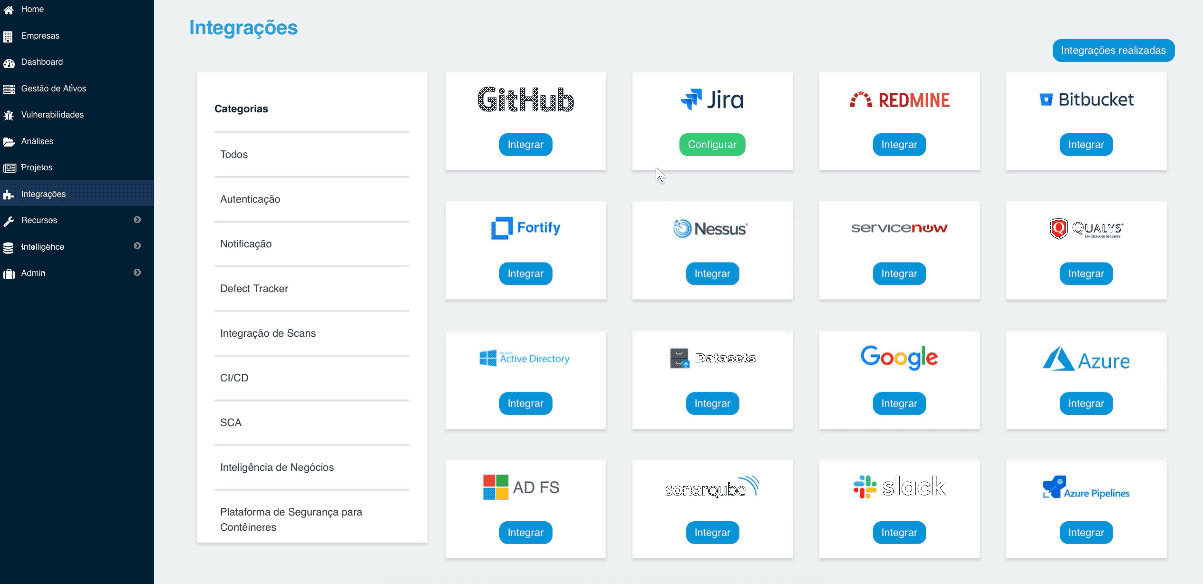 Home
Empresas
Dashboard
Gestão de Ativos
Vulnerabilidades
Análises
Projetos
Integrações
Recursos
Intelligence
Admin
Integrações
Integrações realizadas
Categorias
Todos
Autenticação
Notificação
Defect Tracker
Integração de Scans
CI/CD
SCA
Inteligência de Negócios
Plataforma de Segurança para
Contêineres
GitHub
Integrar
Jira
Configurar
REDMINE
Integrar
Bitbucket
Integrar
Fortify
Integrar
Nessus
Integrar
servicenow
Integrar
QUALYS
ON DEMAND SECURITY
Integrar
Active Directory
Integrar
Datasets
Integrar
Google
Integrar
Azure
Integrar
AD FS
Integrar
sonarqube
Integrar
slack
Integrar
Azure Pipelines
Integrar